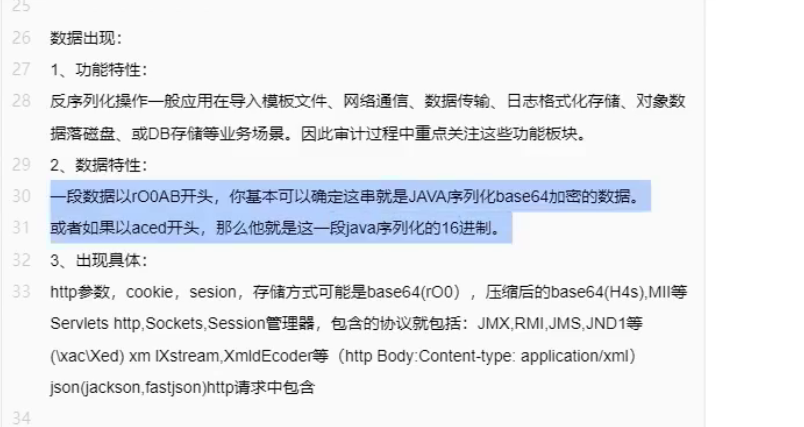 25
26 数据出现：
27 1、功能特性：
28 反序列化操作一般应用在导入模板文件、网络通信、数据传输、日志格式化存储、对象数
据落磁盘、或DB存储等业务场景。因此审计过程中重点关注这些功能板块。
29 2、数据特性：
30 一段数据以rO0AB开头，你基本可以确定这串就是JAVA序列化base64加密的数据。
31 或者如果以aced开头，那么他就是这一段java序列化的16进制。
32 3、出现具体：
33 http参数，cookie，sesion，存储方式可能是base64(rO0），压缩后的base64(H4s),MII等
Servlets http,Sockets,Session管理器，包含的协议就包括：JMX,RMI,JMS,JND1等
(\xac\Xed) xm lXstream,XmldEcoder等（http Body:Content-type: application/xml）
json(jackson,fastjson)http请求中包含
34